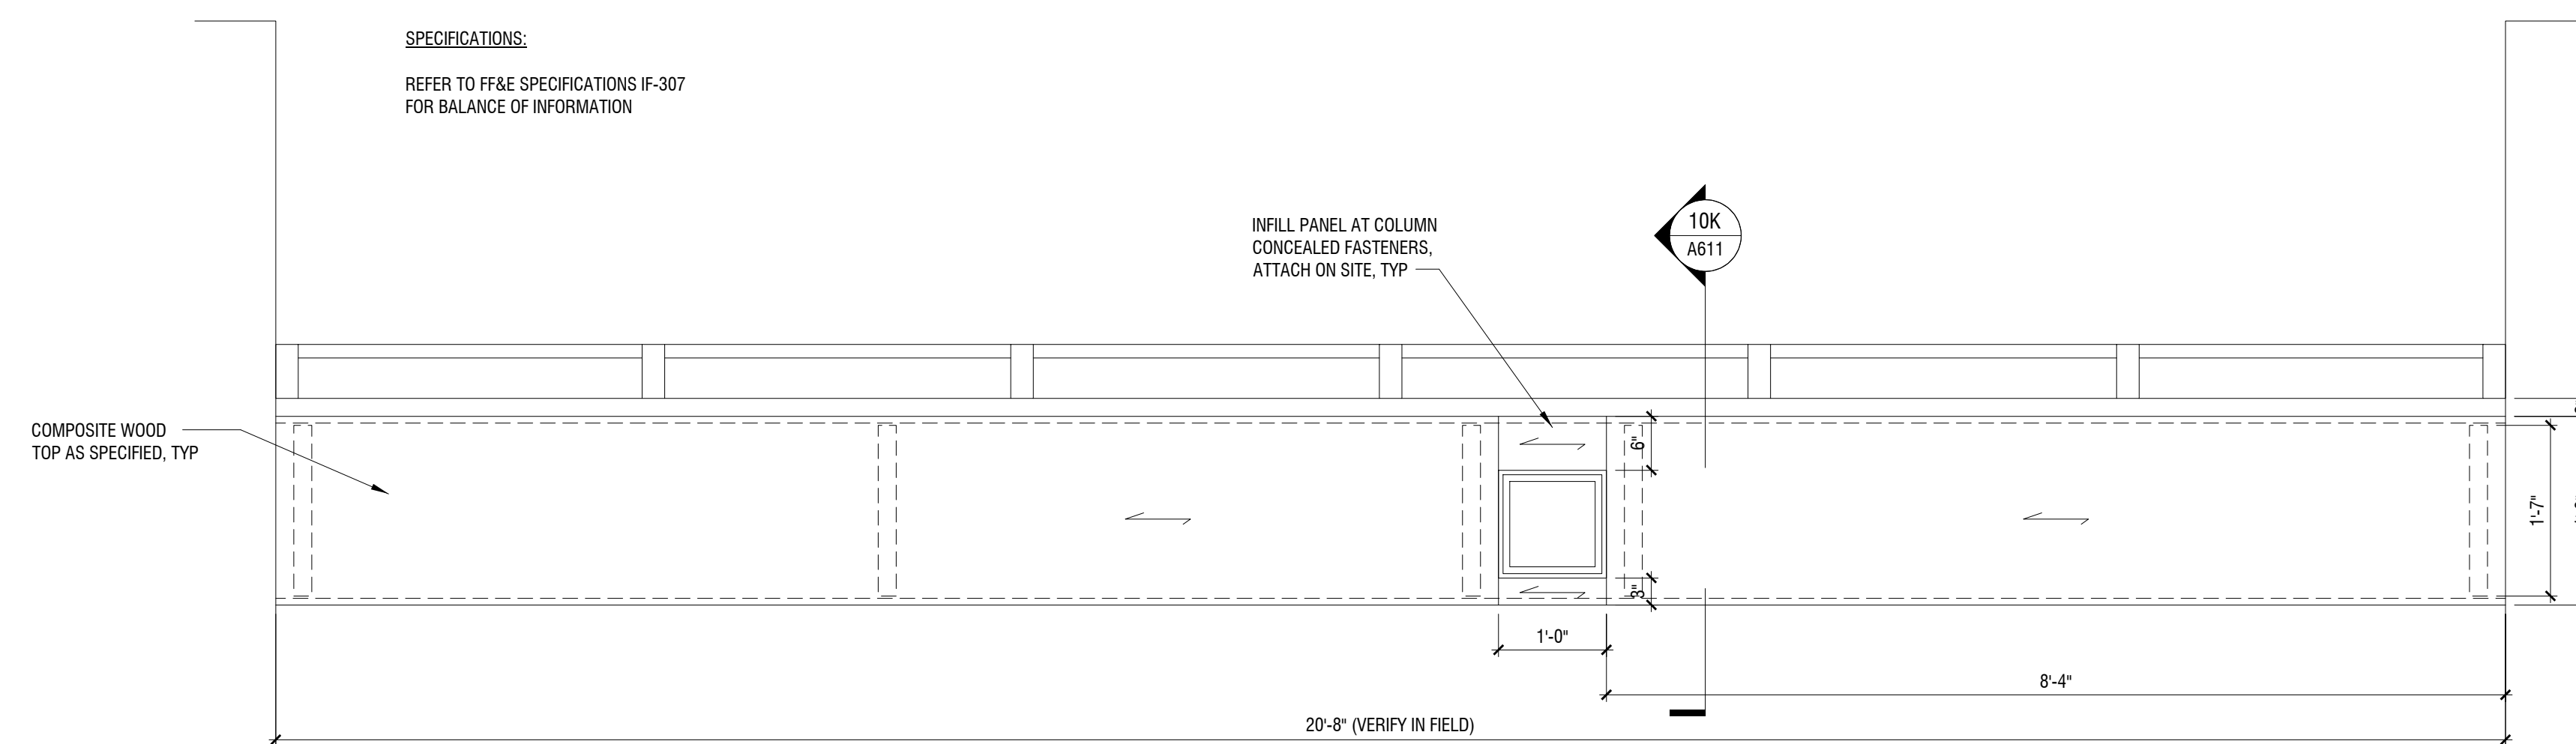 SPECIFICATIONS:
REFER TO FF&E SPECIFICATIONS IF-307
FOR BALANCE OF INFORMATION
INFILL PANEL AT COLUMN
CONCEALED FASTENERS,
ATTACH ON SITE, TYP
10K
A611
COMPOSITE WOOD
TOP AS SPECIFIED, TYP
6"
3"
1'-7"
1'-0"
8'-4"
20'-8" (VERIFY IN FIELD)